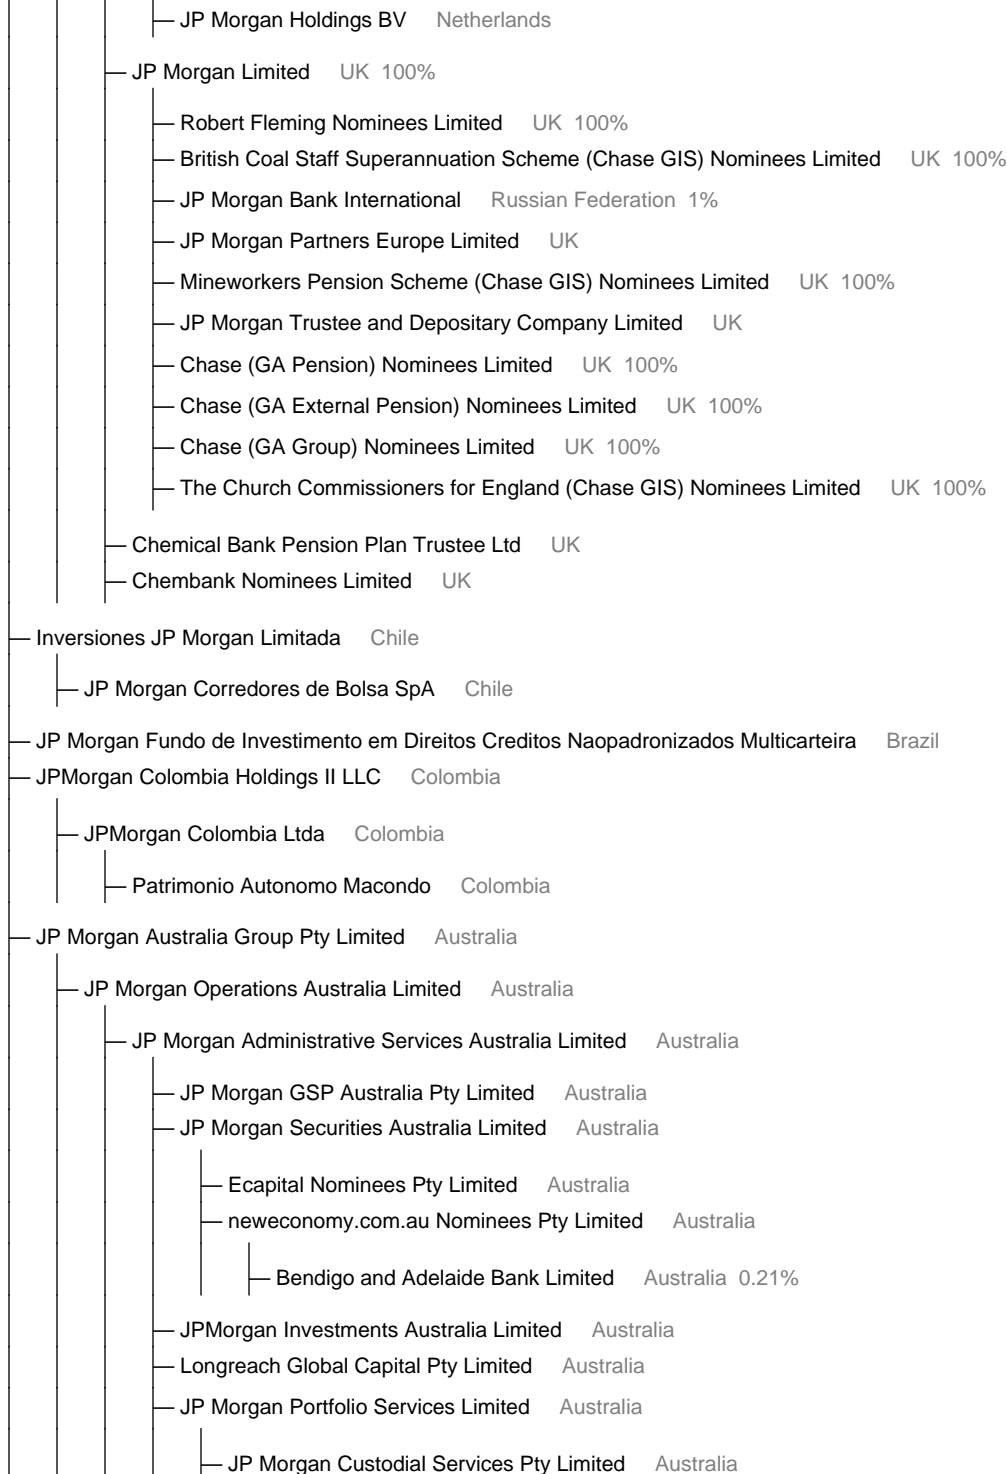 JP Morgan Holdings BV Netherlands
JP Morgan Limited UK 100%
Robert Fleming Nominees Limited UK 100%
British Coal Staff Superannuation Scheme (Chase GIS) Nominees Limited UK 100%
JP Morgan Bank International Russian Federation 1%
JP Morgan Partners Europe Limited UK
Mineworkers Pension Scheme (Chase GIS) Nominees Limited UK 100%
JP Morgan Trustee and Depositary Company Limited UK
Chase (GA Pension) Nominees Limited UK 100%
Chase (GA External Pension) Nominees Limited UK 100%
Chase (GA Group) Nominees Limited UK 100%
The Church Commissioners for England (Chase GIS) Nominees Limited UK 100%
Chemical Bank Pension Plan Trustee Ltd UK
Chembank Nominees Limited UK
Inversiones JP Morgan Limitada Chile
JP Morgan Corredores de Bolsa SpA Chile
JP Morgan Fundo de Investimento em Direitos Creditos Naopadronizados Multicarteira Brazil
JPMorgan Colombia Holdings II LLC Colombia
JPMorgan Colombia Ltda Colombia
Patrimonio Autonomo Macondo Colombia
JP Morgan Australia Group Pty Limited Australia
JP Morgan Operations Australia Limited Australia
JP Morgan Administrative Services Australia Limited Australia
JP Morgan GSP Australia Pty Limited Australia
JP Morgan Securities Australia Limited Australia
Ecapital Nominees Pty Limited Australia
neweconomy.com.au Nominees Pty Limited Australia
Bendigo and Adelaide Bank Limited Australia 0.21%
JPMorgan Investments Australia Limited Australia
Longreach Global Capital Pty Limited Australia
JP Morgan Portfolio Services Limited Australia
JP Morgan Custodial Services Pty Limited Australia